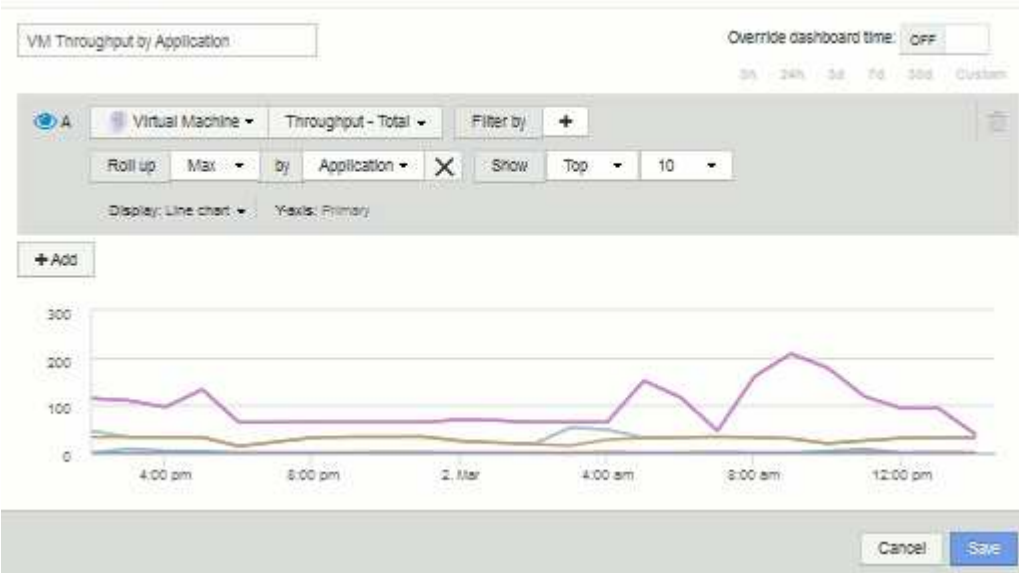 VM Throughput by Application
Override dashboard time: OFF
3h 24h 3d 7d 30d Custom
A Virtual Machine Throughput - Total Filter by +
Roll up Max by Application X Show Top 10
Display: Line chart Y-axis: Primary
+ Add
300
200
100
0
4:00 pm 8:00 pm 2. Mar 4:00 am 8:00 am 12:00 pm
Cancel Save